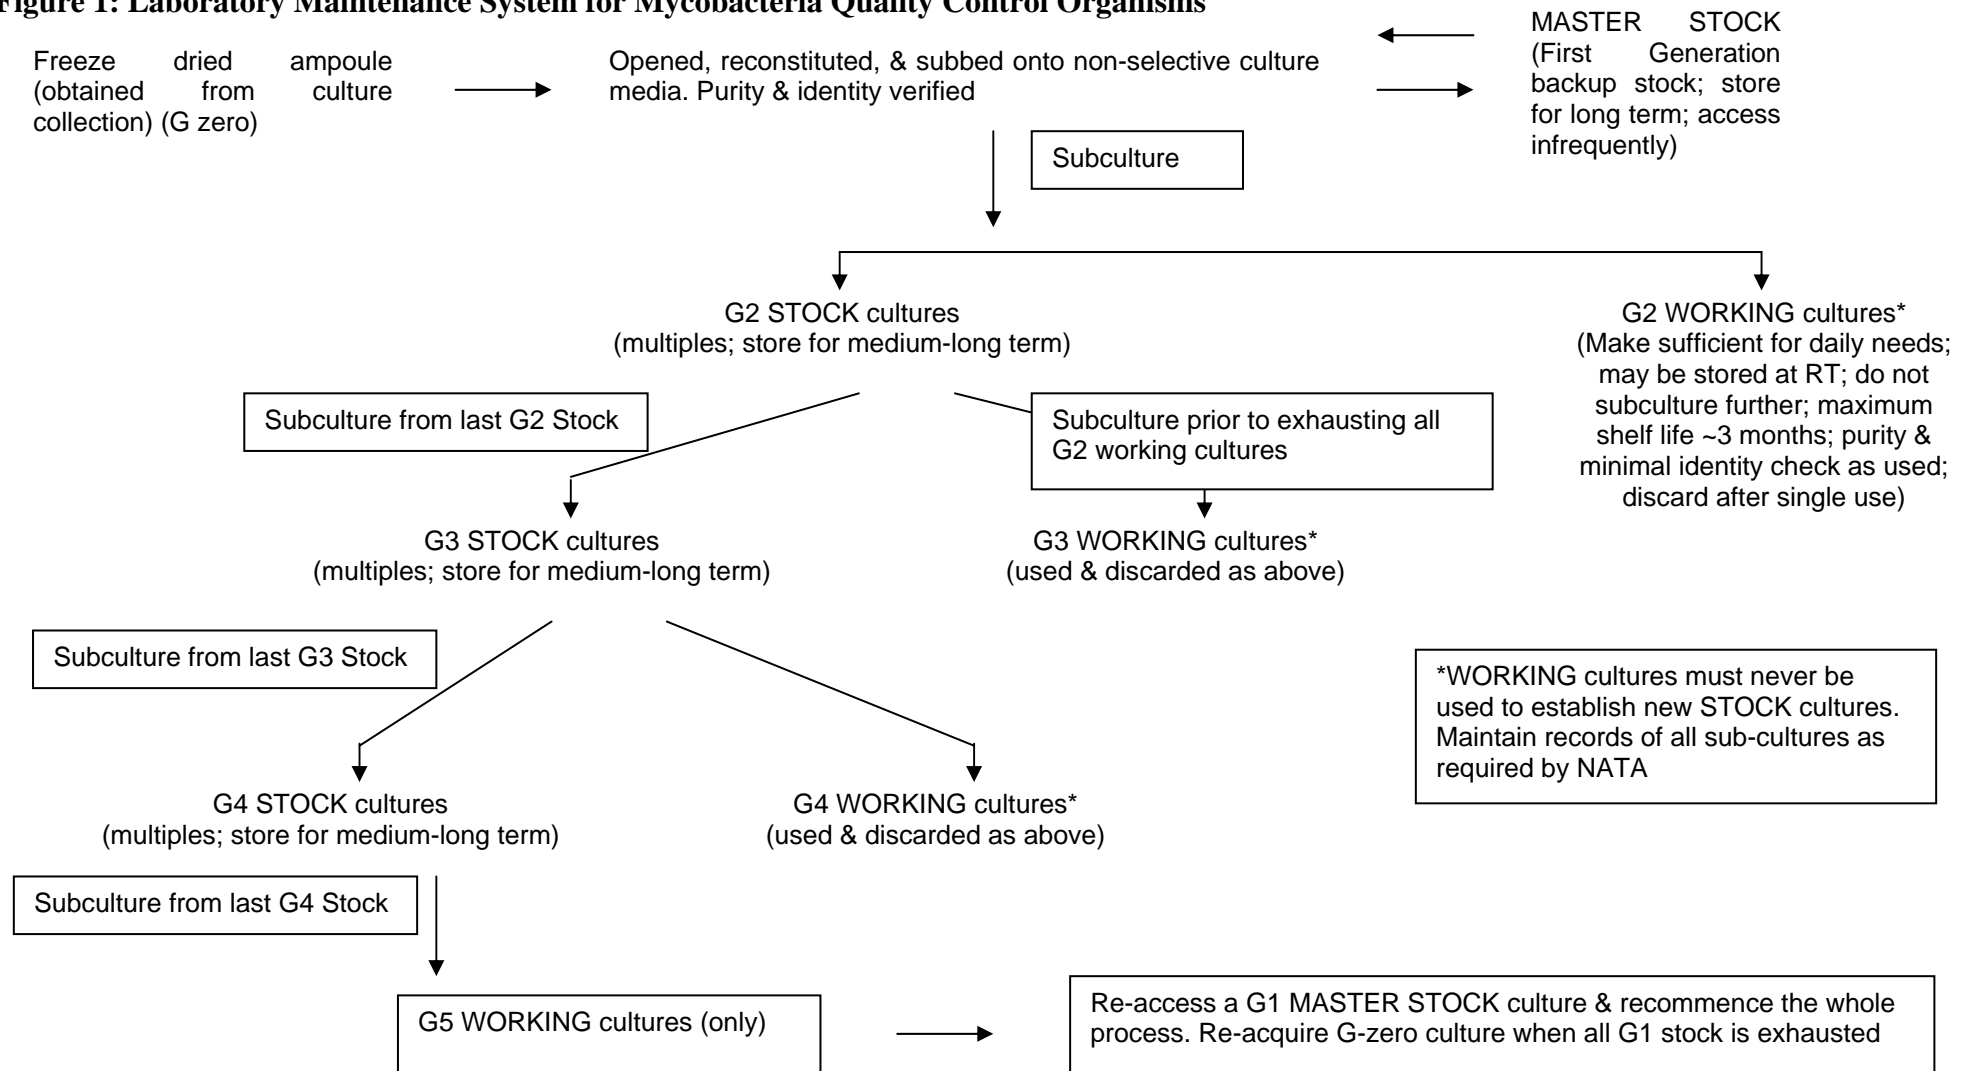 Figure 1: Laboratory Maintenance System for Mycobacteria Quality Control Organisms
Freeze dried ampoule
(obtained from culture
collection) (G zero)
Opened, reconstituted, & subbed onto non-selective culture
media. Purity & identity verified
MASTER STOCK
(First Generation
backup stock; store
for long term; access
infrequently)
Subculture
G2 STOCK cultures
(multiples; store for medium-long term)
G2 WORKING cultures*
(Make sufficient for daily needs;
may be stored at RT; do not
subculture further; maximum
shelf life ~3 months; purity &
minimal identity check as used;
discard after single use)
Subculture from last G2 Stock
Subculture prior to exhausting all
G2 working cultures
G3 STOCK cultures
(multiples; store for medium-long term)
G3 WORKING cultures*
(used & discarded as above)
Subculture from last G3 Stock
*WORKING cultures must never be
used to establish new STOCK cultures.
Maintain records of all sub-cultures as
required by NATA
G4 STOCK cultures
(multiples; store for medium-long term)
G4 WORKING cultures*
(used & discarded as above)
Subculture from last G4 Stock
G5 WORKING cultures (only)
Re-access a G1 MASTER STOCK culture & recommence the whole
process. Re-acquire G-zero culture when all G1 stock is exhausted